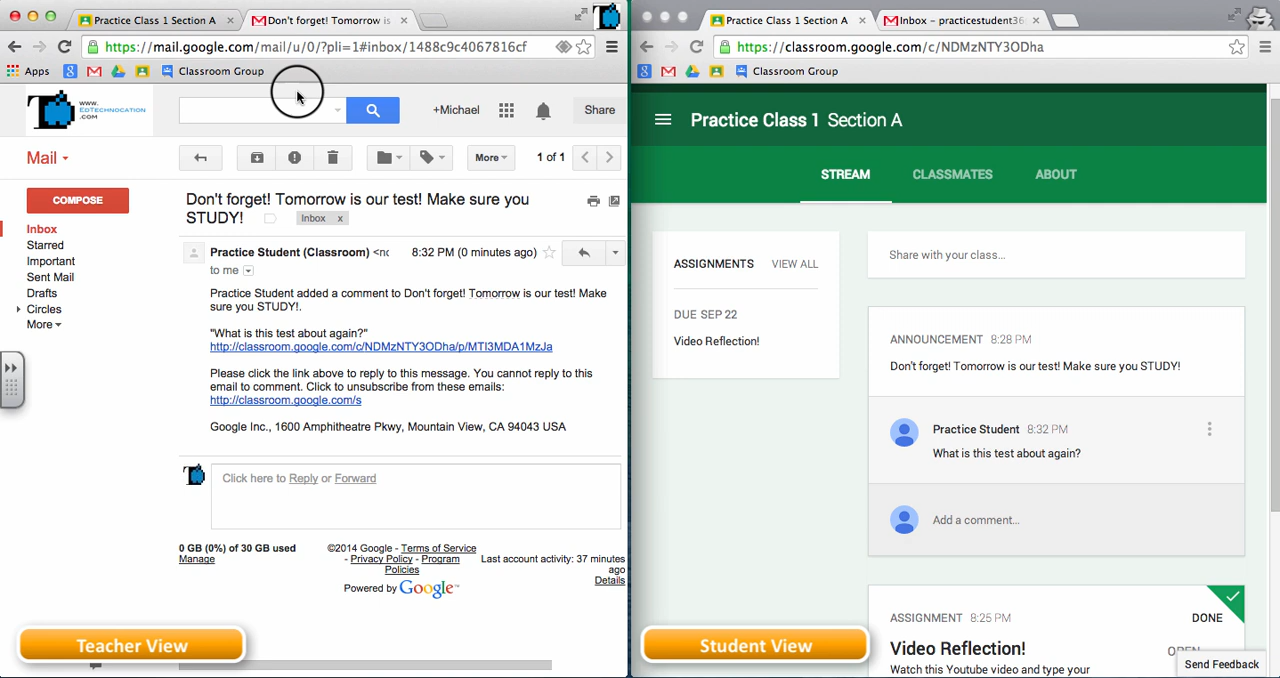 Practice Class 1 Section A
Don't forget! Tomorrow is
https://mail.google.com/mail/u/0/?pli=1#inbox/1488c9c4067816cf
Apps
Classroom Group
www.
EDTECHNOCATION
.COM
+Michael
Share
Mail
More
1 of 1
COMPOSE
Inbox
Starred
Important
Sent Mail
Drafts
Circles
More
Don't forget! Tomorrow is our test! Make sure you
STUDY!
Inbox x
Practice Student (Classroom) <nc
8:32 PM (0 minutes ago)
to me
Practice Student added a comment to Don't forget! Tomorrow is our test! Make
sure you STUDY!.
"What is this test about again?"
http://classroom.google.com/c/NDMzNTY3ODha/p/MTI3MDA1MzJa
Please click the link above to reply to this message. You cannot reply to this
email to comment. Click to unsubscribe from these emails:
http://classroom.google.com/s
Google Inc., 1600 Amphitheatre Pkwy, Mountain View, CA 94043 USA
Click here to Reply or Forward
0 GB (0%) of 30 GB used
Manage
©2014 Google - Terms of Service
- Privacy Policy - Program
Policies
Powered by Google™
Last account activity: 37 minutes
ago
Details
Teacher View
Practice Class 1 Section A
Inbox - practicestudent36
https://classroom.google.com/c/NDMzNTY3ODha
Classroom Group
Practice Class 1 Section A
STREAM
CLASSMATES
ABOUT
ASSIGNMENTS
VIEW ALL
DUE SEP 22
Video Reflection!
Share with your class...
ANNOUNCEMENT 8:28 PM
Don't forget! Tomorrow is our test! Make sure you STUDY!
Practice Student 8:32 PM
What is this test about again?
Add a comment...
ASSIGNMENT 8:25 PM
DONE
Video Reflection!
OPEN
Watch this Youtube video and type your
Send Feedback
Student View